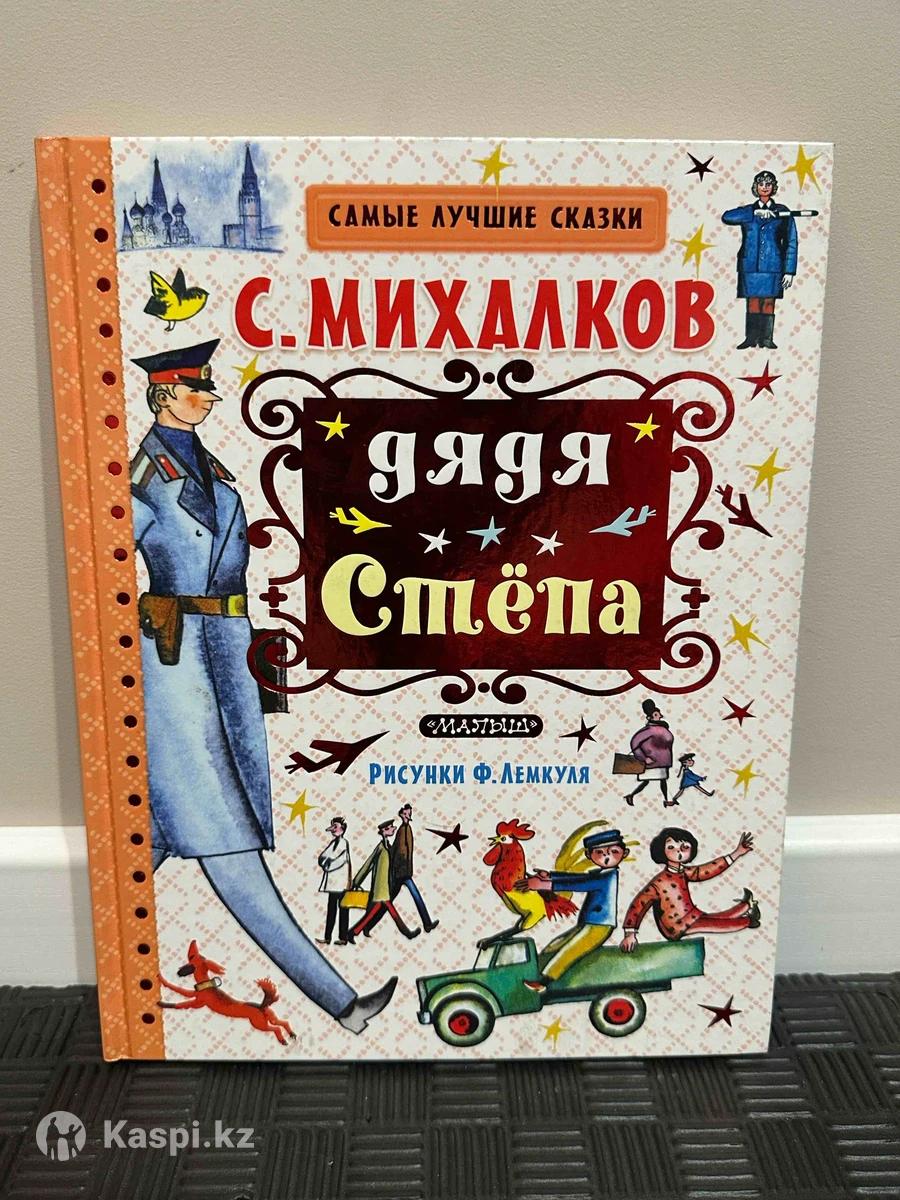 САМЫЕ ЛУЧШИЕ СКАЗКИ
С. МИХАЛКОВ
дядя
Стёпа
«МАЛЫШ»
РИСУНКИ Ф. ЛЕМКУЛЯ
Kaspi.kz